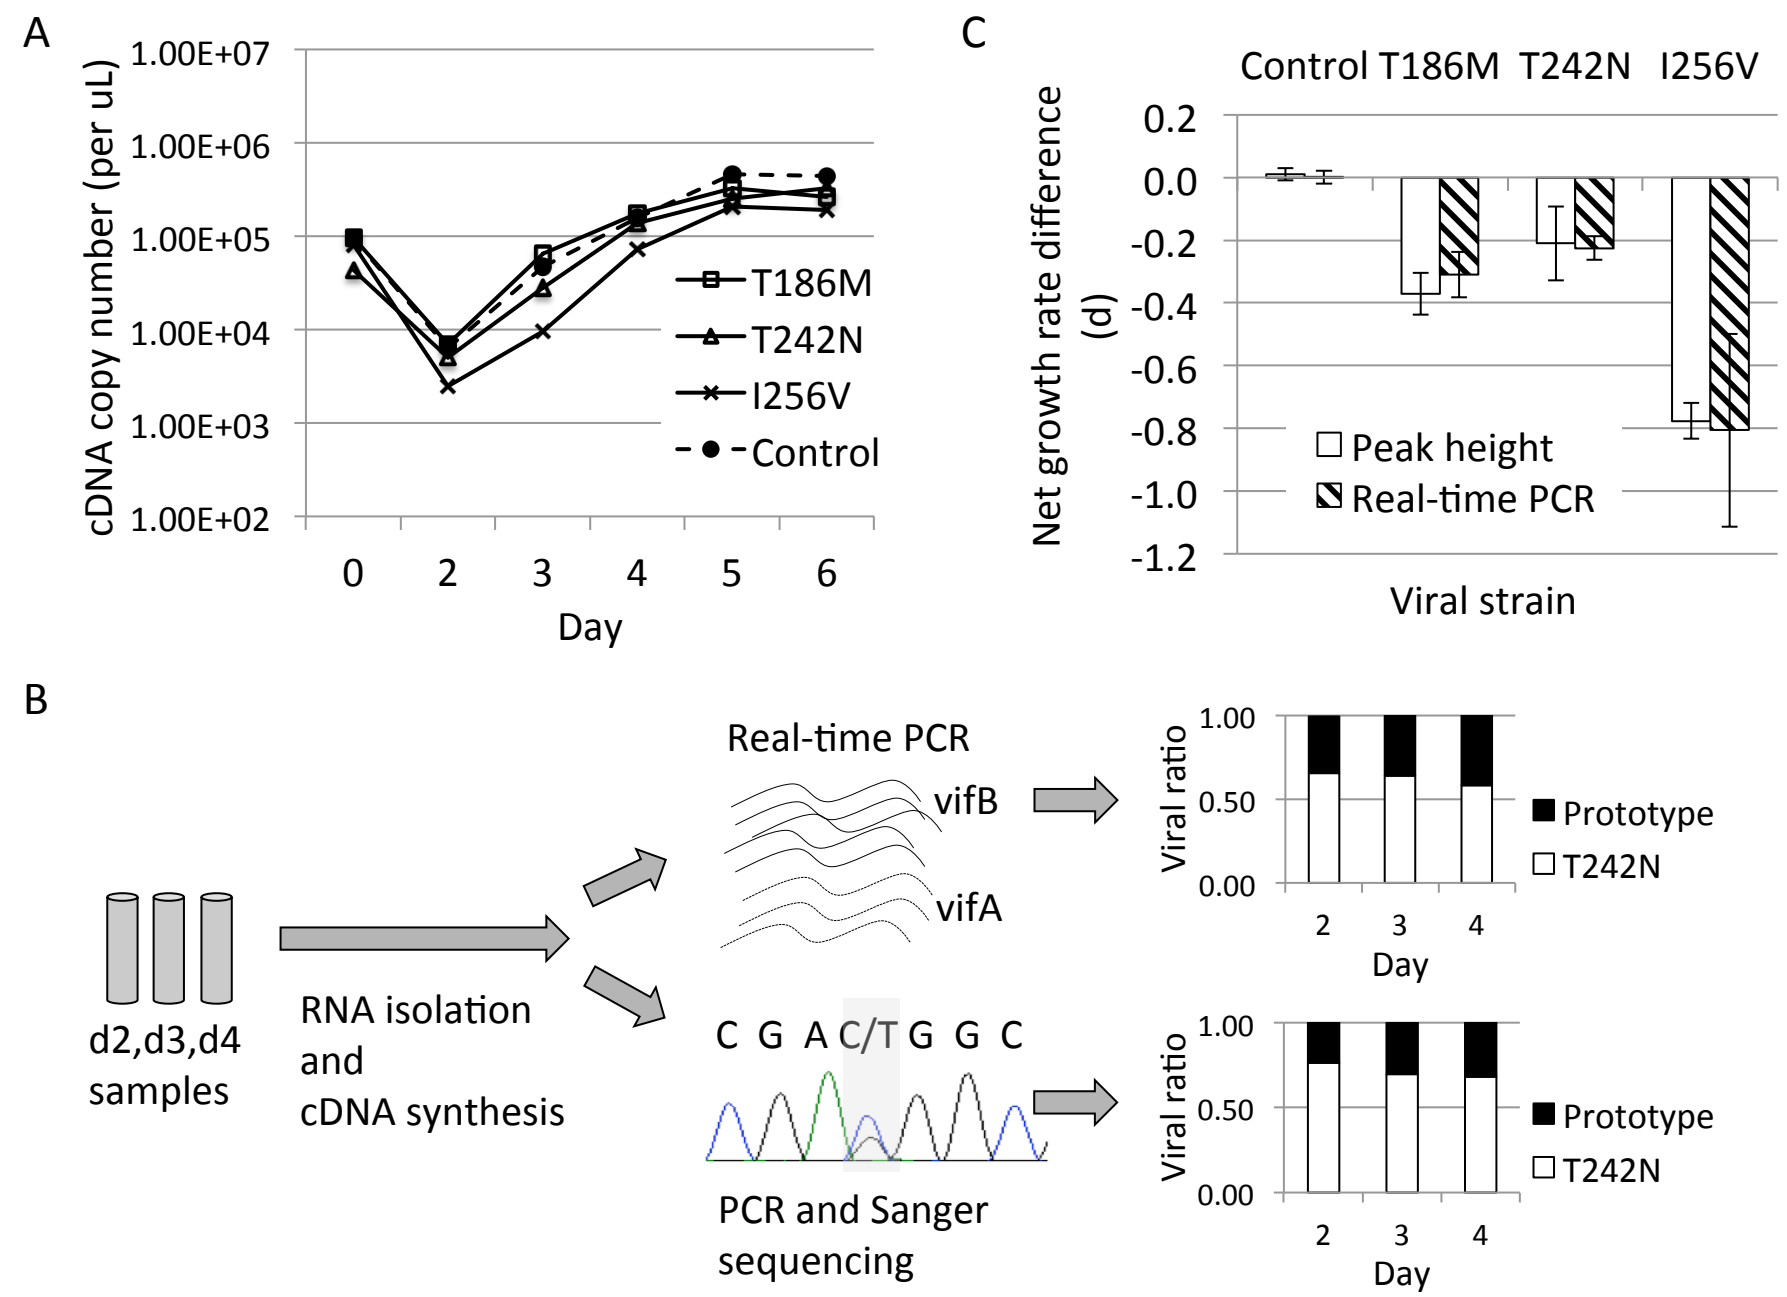 A
cDNA copy number (per uL)
1.00E+07
1.00E+06
1.00E+05
1.00E+04
1.00E+03
1.00E+02
0 2 3 4 5 6
Day
T186M
T242N
I256V
Control
C
Control T186M T242N I256V
Net growth rate difference
(d)
0.2
0.0
-0.2
-0.4
-0.6
-0.8
-1.0
-1.2
Peak height
Real-time PCR
Viral strain
B
d2,d3,d4
samples
RNA isolation
and
cDNA synthesis
Real-time PCR
vifB
vifA
C G A C/T G G C
PCR and Sanger
sequencing
Viral ratio
1.00
0.50
0.00
2 3 4
Day
Prototype
T242N
Viral ratio
1.00
0.50
0.00
2 3 4
Day
Prototype
T242N